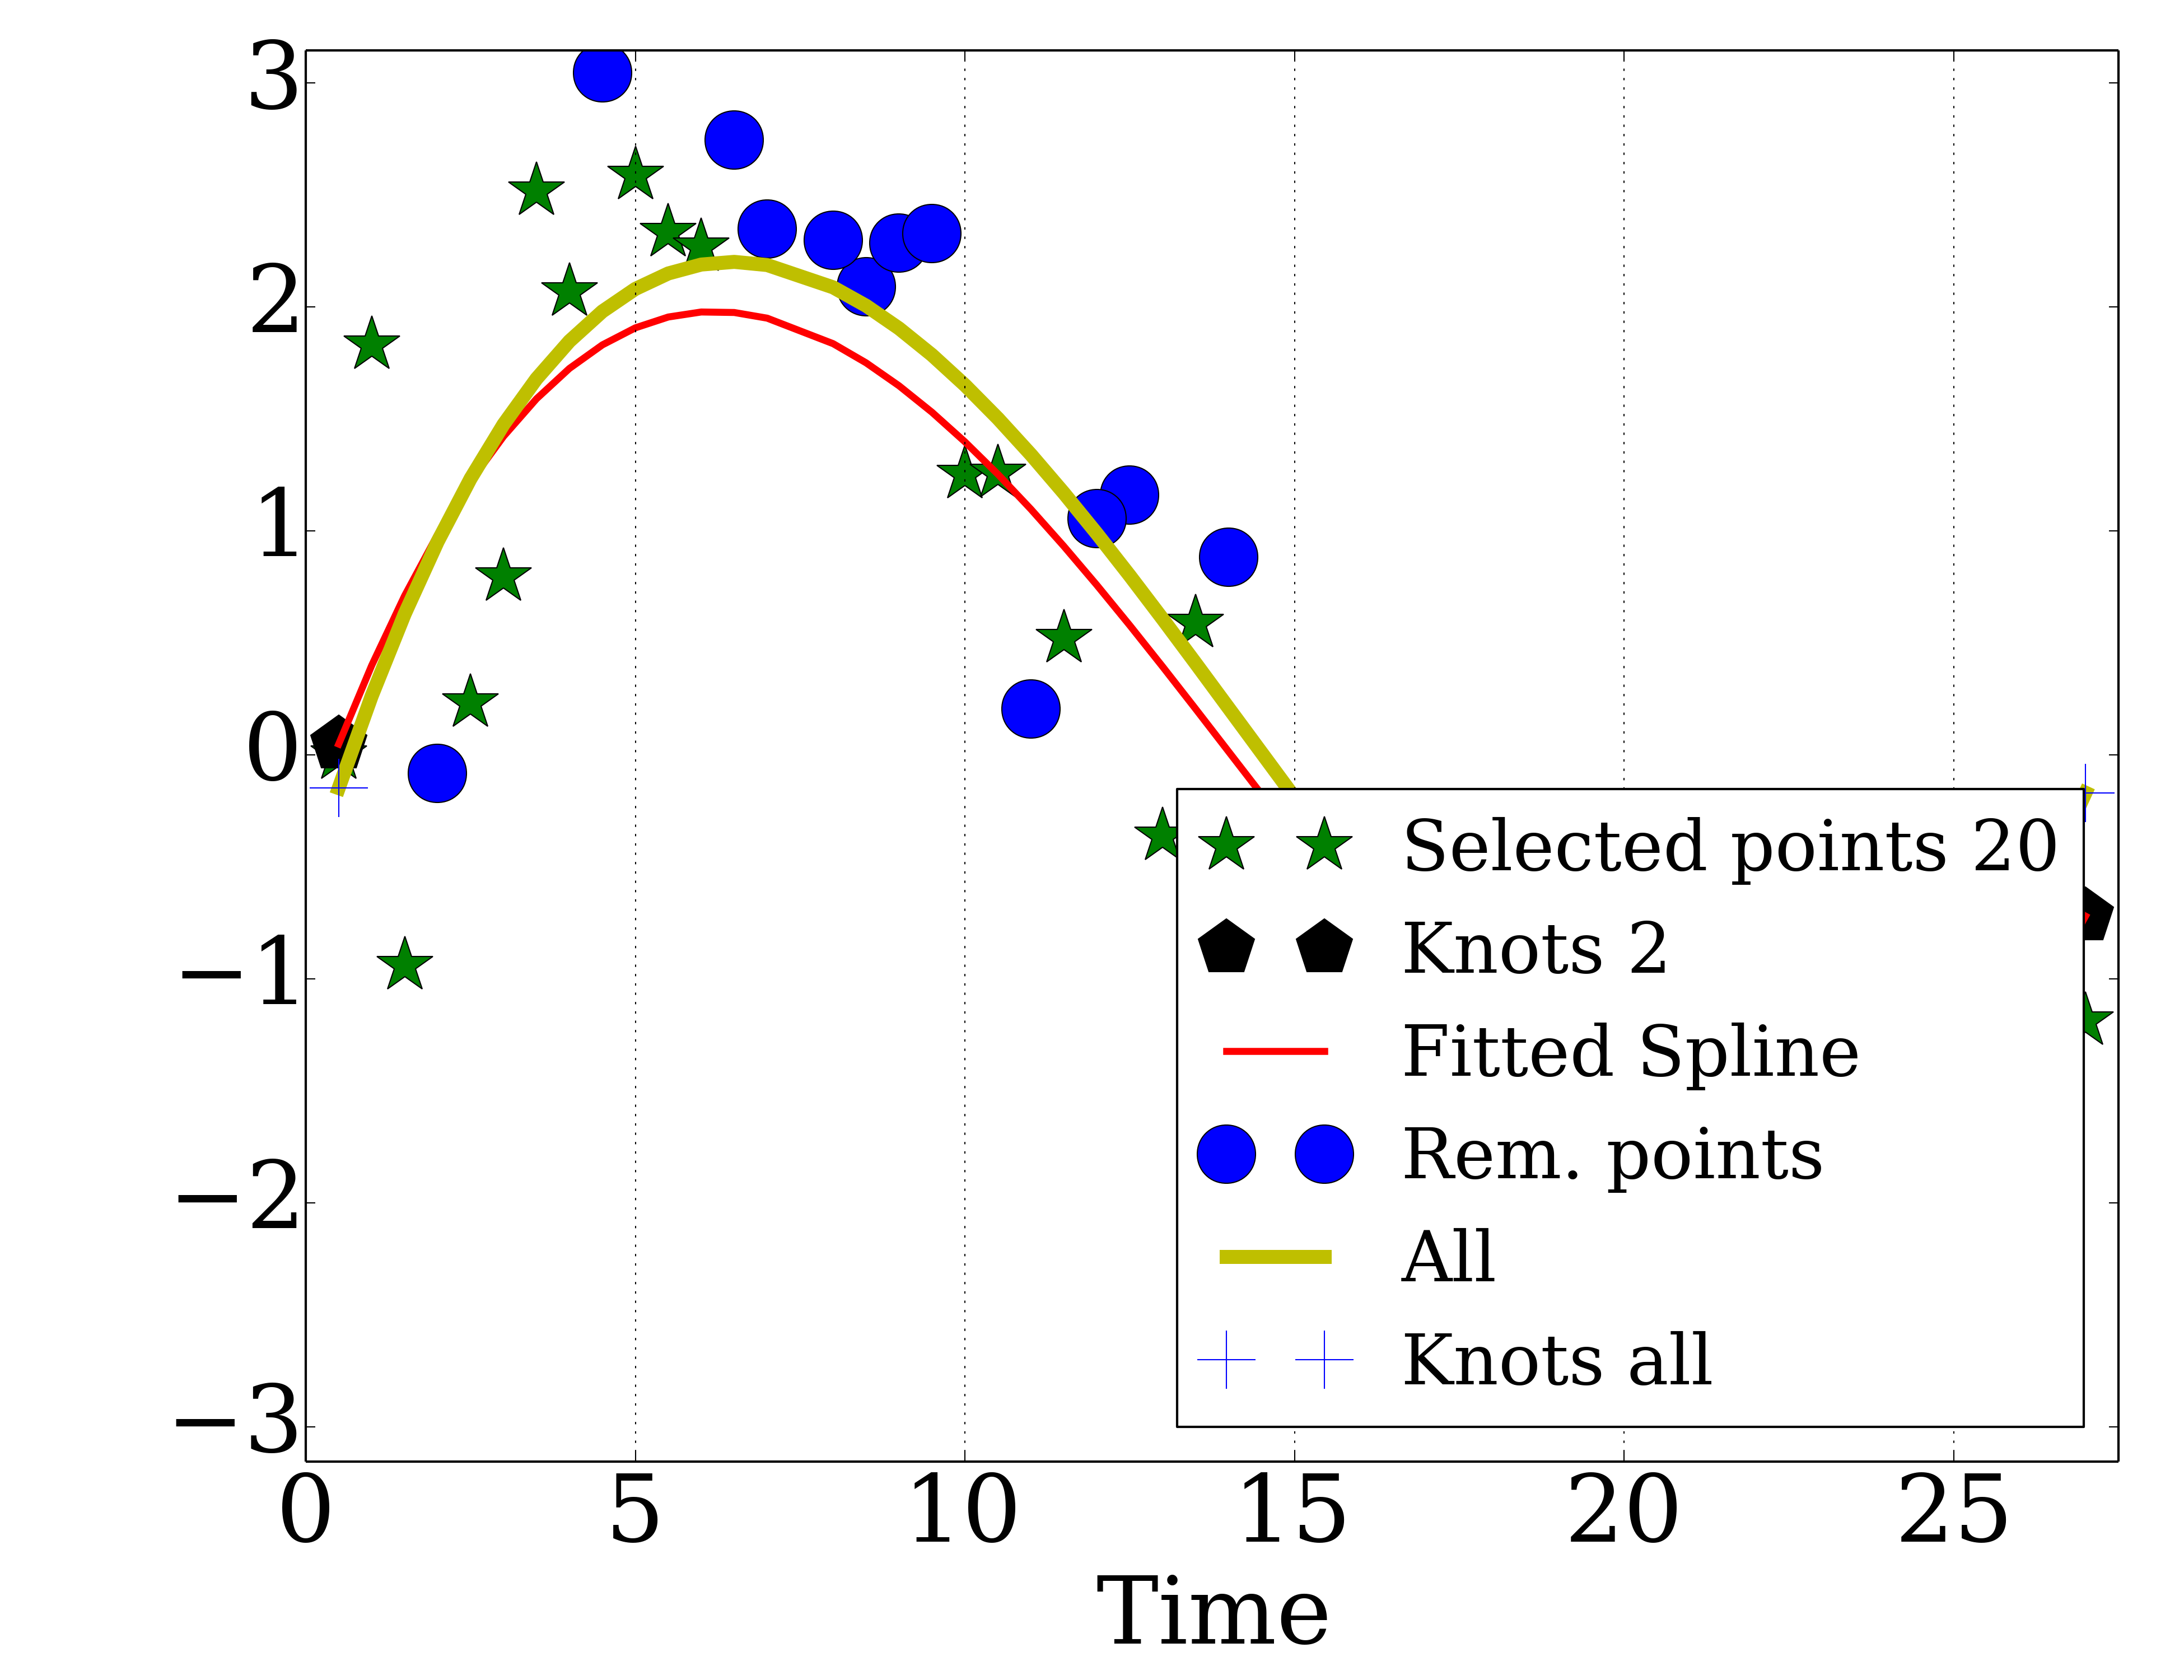 3
2
1
0
−1
−2
−3
Selected points 20
Knots 2
Fitted Spline
Rem. points
All
Knots all
0 5 10 15 20 25
Time